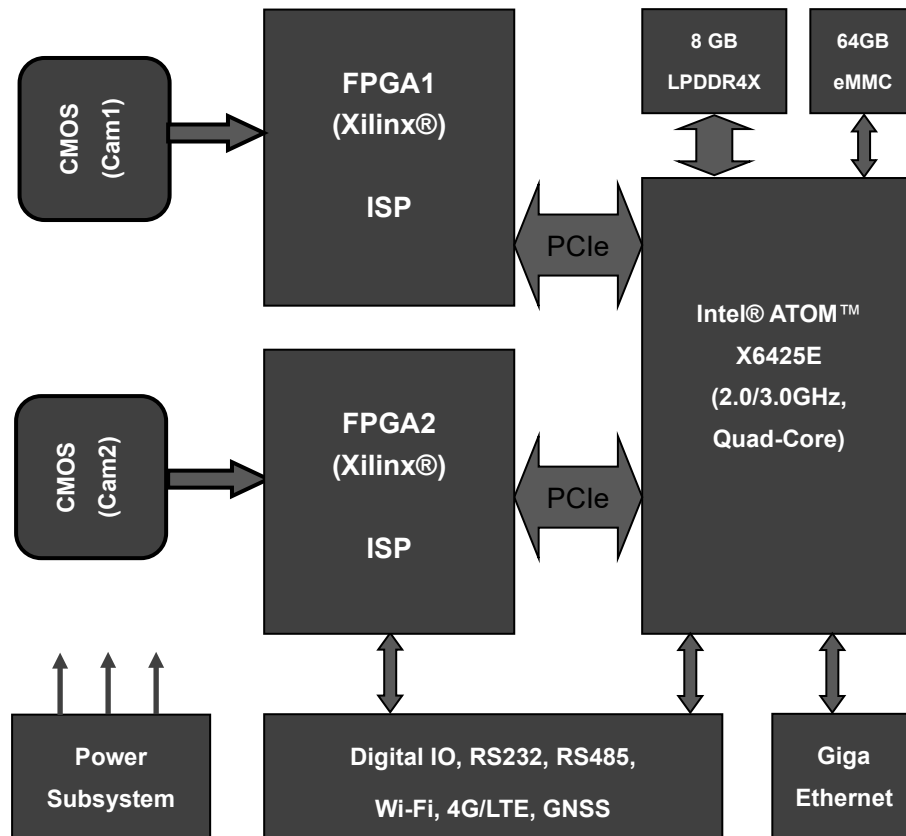 CMOS
(Cam1)
FPGA1
(Xilinx®)
ISP
PCIe
8 GB
LPDDR4X
64GB
eMMC
Intel® ATOM™
X6425E
(2.0/3.0GHz,
Quad-Core)
CMOS
(Cam2)
FPGA2
(Xilinx®)
ISP
PCIe
Power
Subsystem
Digital IO, RS232, RS485,
Wi-Fi, 4G/LTE, GNSS
Giga
Ethernet